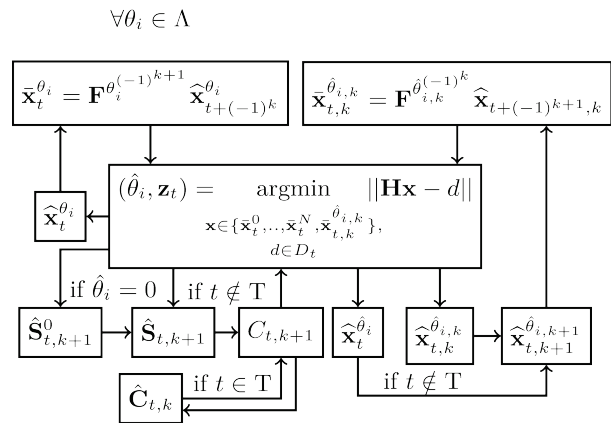 ∀θ_i ∈ Λ
x̄_t^{θ_i} = F^{θ_i^{(-1)^{k+1}}} x̂_{t+(-1)^k}^{θ_i}
x̄_{t,k}^{θ̂_{i,k}} = F^{θ̂_{i,k}^{(-1)^k}} x̂_{t+(-1)^{k+1},k}
(θ̂_i, z_t) = argmin ||Hx − d||
x∈{x̄_t^0,..,x̄_t^N,x̄_{t,k}^{θ̂_{i,k}}},
d∈D_t
x̂_t^{θ_i}
if θ̂_i = 0
if t ∉ T
Ŝ_{t,k+1}^0
Ŝ_{t,k+1}
C_{t,k+1}
x̂_t^{θ̂_i}
x̂_{t,k}^{θ̂_{i,k}}
x̂_{t,k+1}^{θ̂_{i,k+1}}
if t ∈ T
if t ∉ T
Ĉ_{t,k}